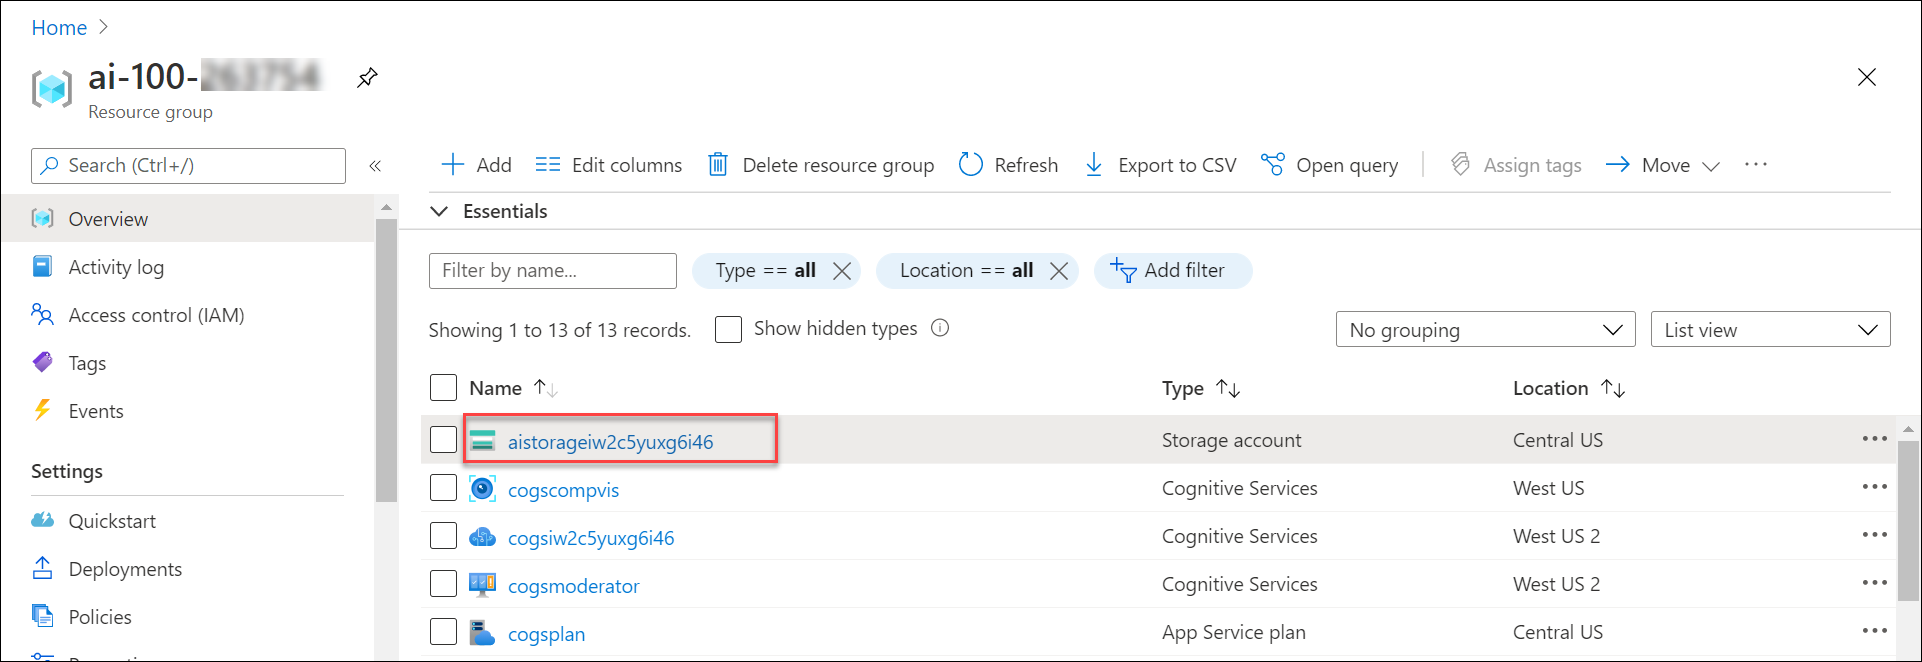 Home
ai-100-
Resource group
Search (Ctrl+/)
Add Edit columns Delete resource group Refresh Export to CSV Open query Assign tags Move
Overview
Activity log
Access control (IAM)
Tags
Events
Settings
Quickstart
Deployments
Policies
Essentials
Filter by name... Type == all Location == all Add filter
Showing 1 to 13 of 13 records. Show hidden types No grouping List view
Name Type Location
aistorageiw2c5yuxg6i46 Storage account Central US
cogscompvis Cognitive Services West US
cogsiw2c5yuxg6i46 Cognitive Services West US 2
cogsmoderator Cognitive Services West US 2
cogsplan App Service plan Central US